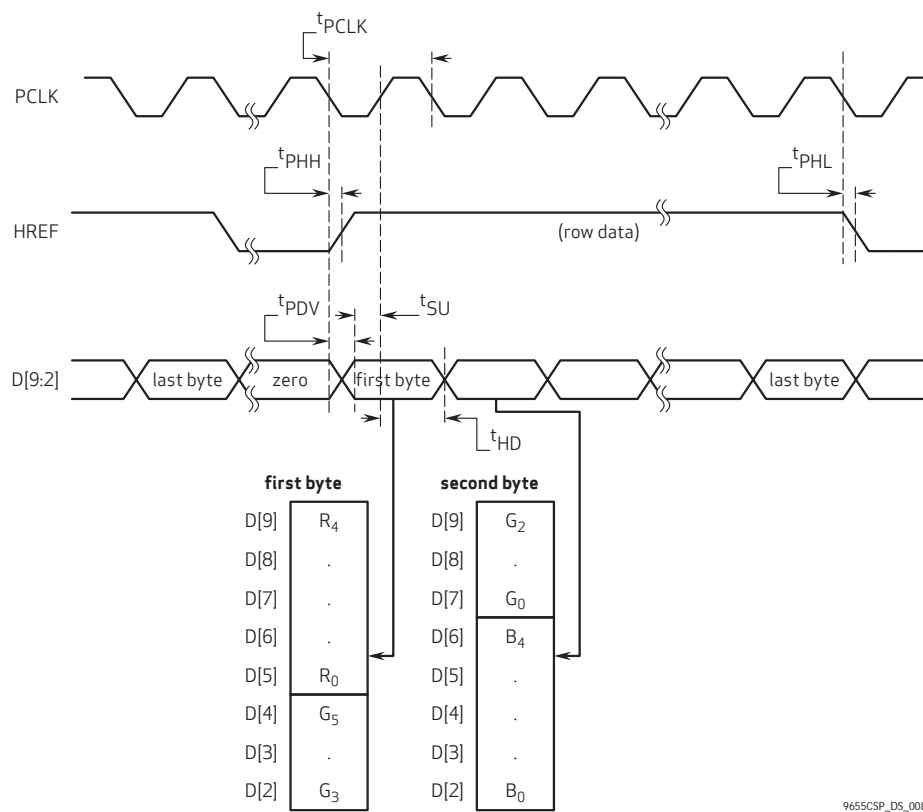 tPCLK
PCLK
tPHH
tPHL
HREF
(row data)
tPDV
tSU
D[9:2]
last byte
zero
first byte
last byte
tHD
first byte
second byte
D[9] R4 D[9] G2
D[8] . D[8] .
D[7] . D[7] G0
D[6] . D[6] B4
D[5] R0 D[5] .
D[4] G5 D[4] .
D[3] . D[3] .
D[2] G3 D[2] B0